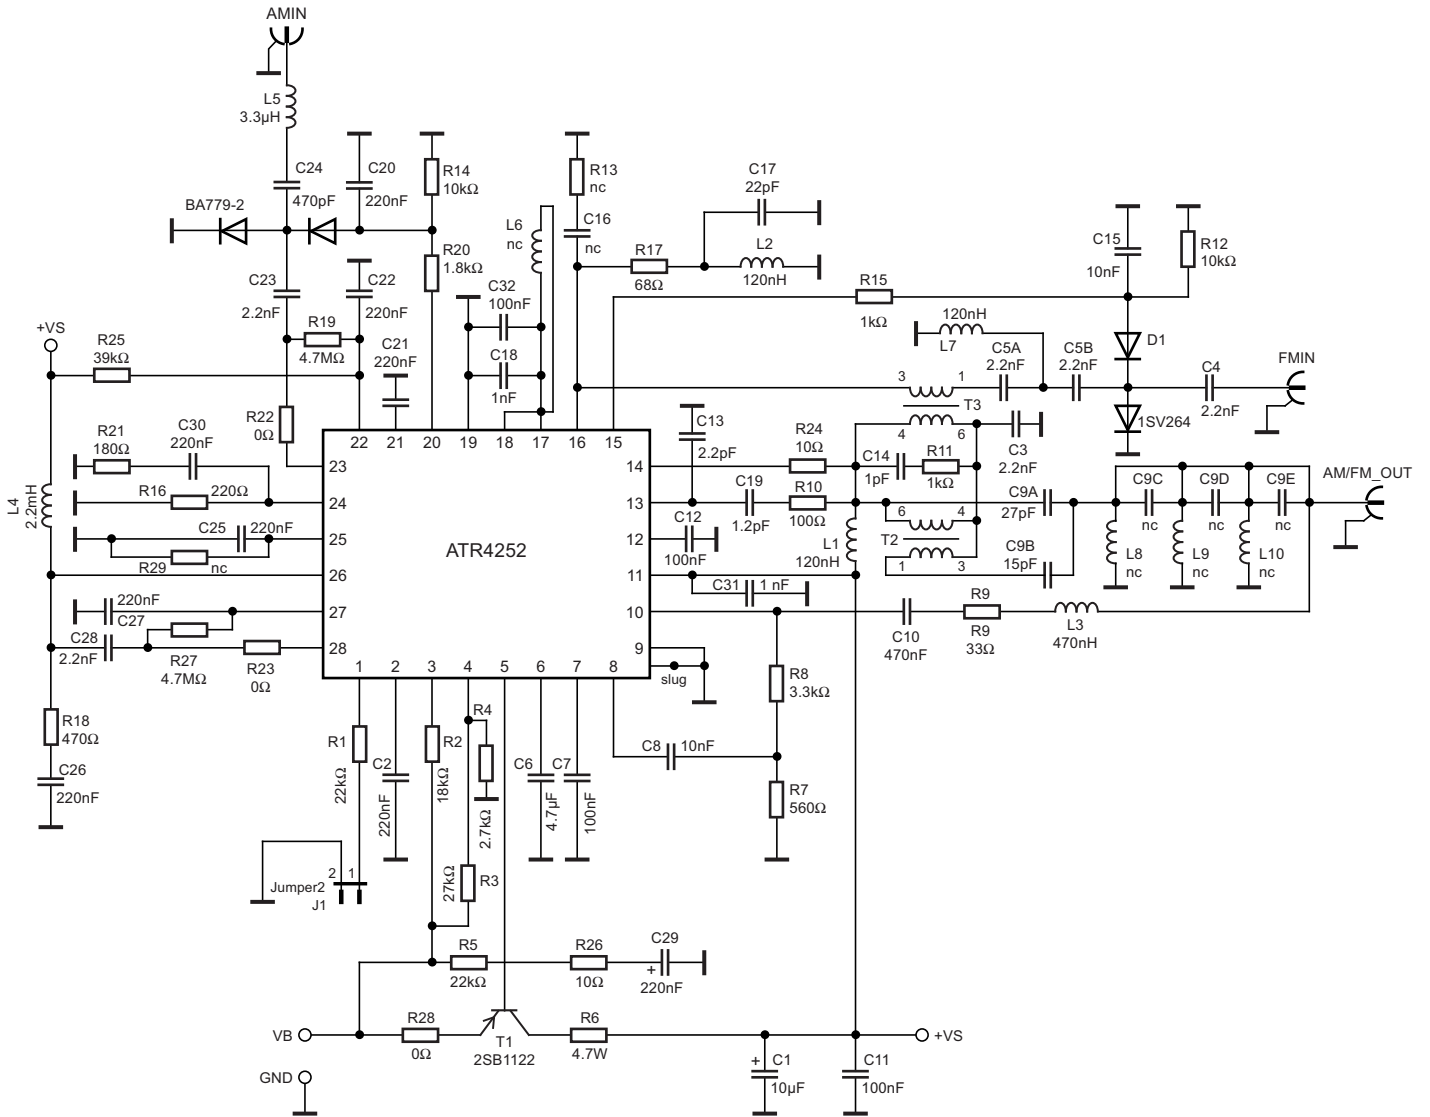 AMIN
L5
3.3µH
C24
470pF
C20
220nF
R14
10kΩ
BA779-2
R20
1.8kΩ
C23
2.2nF
C22
220nF
R19
4.7MΩ
C21
220nF
+VS
R25
39kΩ
R22
0Ω
R13
nc
C16
nc
L6
nc
C32
100nF
C18
1nF
C17
22pF
R17
68Ω
L2
120nH
R15
1kΩ
C15
10nF
R12
10kΩ
120nH
L7
C5A
2.2nF
C5B
2.2nF
D1
C4
2.2nF
FMIN
3 1
T3
4 6
1SV264
C3
2.2nF
C13
2.2pF
R24
10Ω
C14
1pF
R11
1kΩ
C19
1.2pF
R10
100Ω
C12
100nF
L1
120nH
6 4
T2
1 3
C9A
27pF
C9B
15pF
C9C
nc
C9D
nc
C9E
nc
AM/FM_OUT
L8
nc
L9
nc
L10
nc
C31 1 nF
C10
470nF
R9
R9
33Ω
L3
470nH
22 21 20 19 18 17 16 15
23
24
25
26
27
28
14
13
12
11
10
9
ATR4252
1 2 3 4 5 6 7 8
slug
R21
180Ω
C30
220nF
R16 220Ω
L4
2.2mH
C25 220nF
R29 nc
220nF
C27
C28
2.2nF
R27
4.7MΩ
R23
0Ω
R18
470Ω
C26
220nF
R1
22kΩ
C2
220nF
R2
18kΩ
R4
2.7kΩ
C6
4.7µF
C7
100nF
C8 10nF
R8
3.3kΩ
R7
560Ω
27kΩ
R3
2 1
Jumper2
J1
R5
22kΩ
R26
10Ω
C29
+
220nF
VB
R28
0Ω
T1
2SB1122
R6
4.7W
+VS
+ C1
10µF
C11
100nF
GND